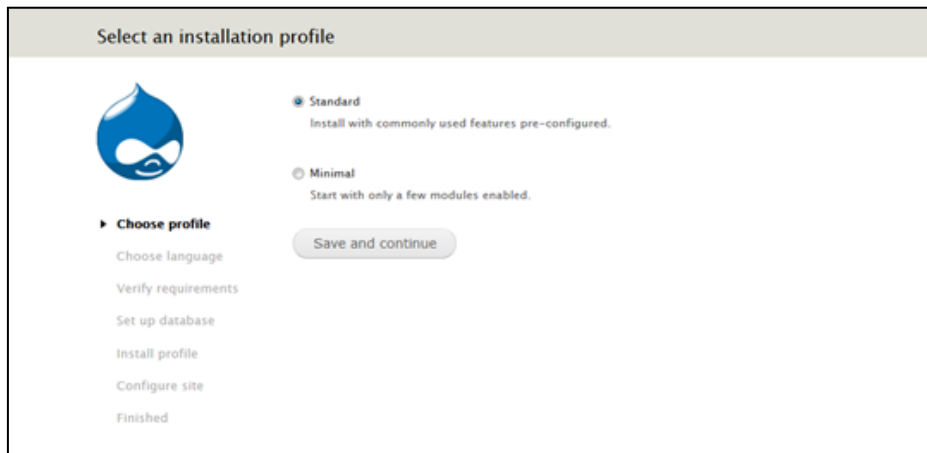 Select an installation profile
Standard
Install with commonly used features pre-configured.
Minimal
Start with only a few modules enabled.
Save and continue
Choose profile
Choose language
Verify requirements
Set up database
Install profile
Configure site
Finished